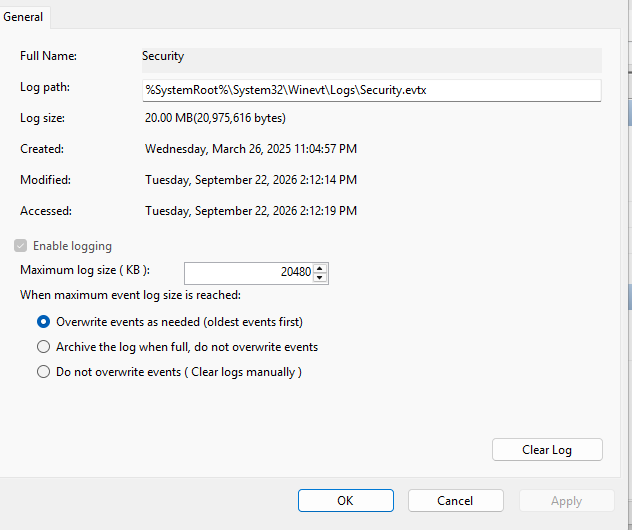 General
Full Name: Security
Log path: %SystemRoot%\System32\Winevt\Logs\Security.evtx
Log size: 20.00 MB(20,975,616 bytes)
Created: Wednesday, March 26, 2025 11:04:57 PM
Modified: Tuesday, September 22, 2026 2:12:14 PM
Accessed: Tuesday, September 22, 2026 2:12:19 PM
Enable logging
Maximum log size ( KB ): 20480
When maximum event log size is reached:
Overwrite events as needed (oldest events first)
Archive the log when full, do not overwrite events
Do not overwrite events ( Clear logs manually )
Clear Log
OK Cancel Apply